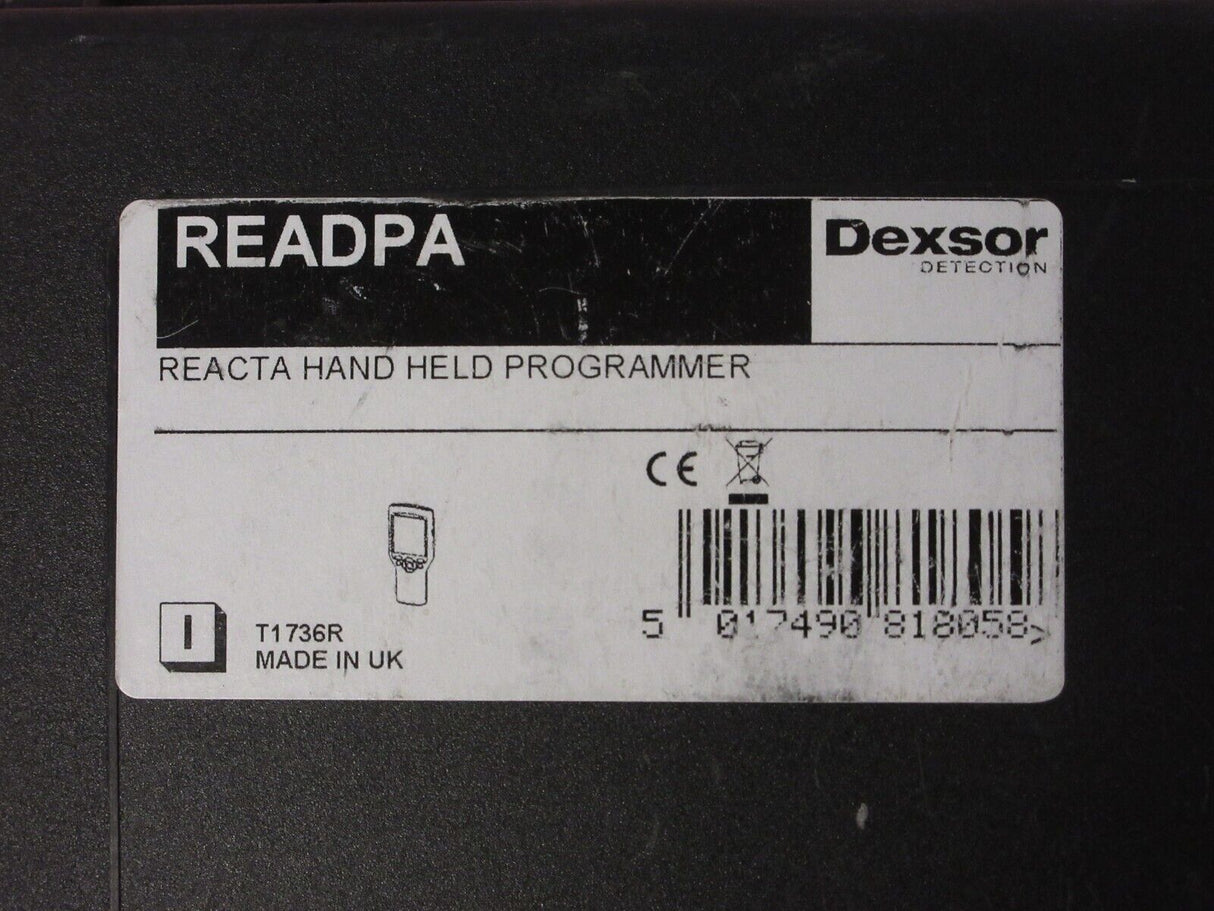 READPA
Dexsor
DETECTION
REACTA HAND HELD PROGRAMMER
CE
I
T1736R
MADE IN UK
5 017490 818058>